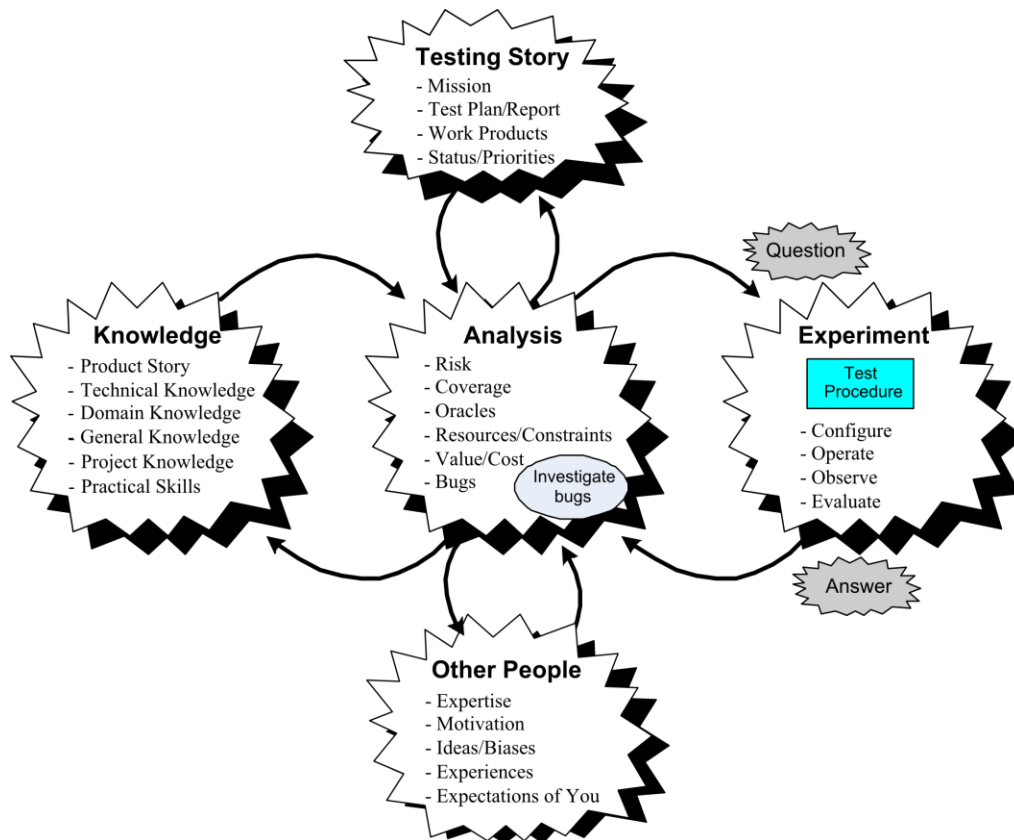 Testing Story
- Mission
- Test Plan/Report
- Work Products
- Status/Priorities
Question
Knowledge
- Product Story
- Technical Knowledge
- Domain Knowledge
- General Knowledge
- Project Knowledge
- Practical Skills
Analysis
- Risk
- Coverage
- Oracles
- Resources/Constraints
- Value/Cost
- Bugs
Investigate
bugs
Experiment
Test
Procedure
- Configure
- Operate
- Observe
- Evaluate
Answer
Other People
- Expertise
- Motivation
- Ideas/Biases
- Experiences
- Expectations of You